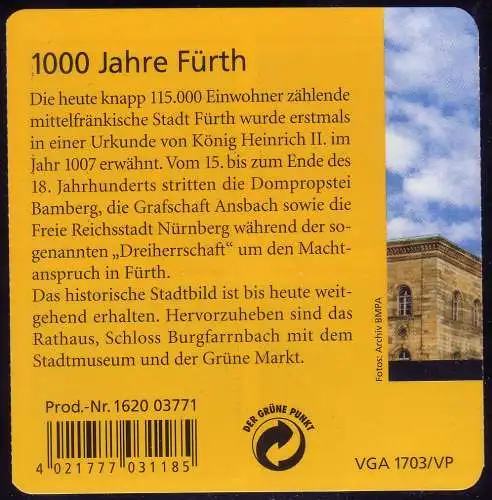 1000 Jahre Fürth
Die heute knapp 115.000 Einwohner zählende
mittelfränkische Stadt Fürth wurde erstmals
in einer Urkunde von König Heinrich II. im
Jahr 1007 erwähnt. Vom 15. bis zum Ende des
18. Jahrhunderts stritten die Dompropstei
Bamberg, die Grafschaft Ansbach sowie die
Freie Reichsstadt Nürnberg während der so-
genannten „Dreiherrschaft“ um den Macht-
anspruch in Fürth.
Das historische Stadtbild ist bis heute weit-
gehend erhalten. Hervorzuheben sind das
Rathaus, Schloss Burgfarrnbach mit dem
Stadtmuseum und der Grüne Markt.
Fotos: Archiv BMPA
Prod.-Nr. 1620 03771
4 021777 031185
DER GRÜNE PUNKT
VGA 1703/VP